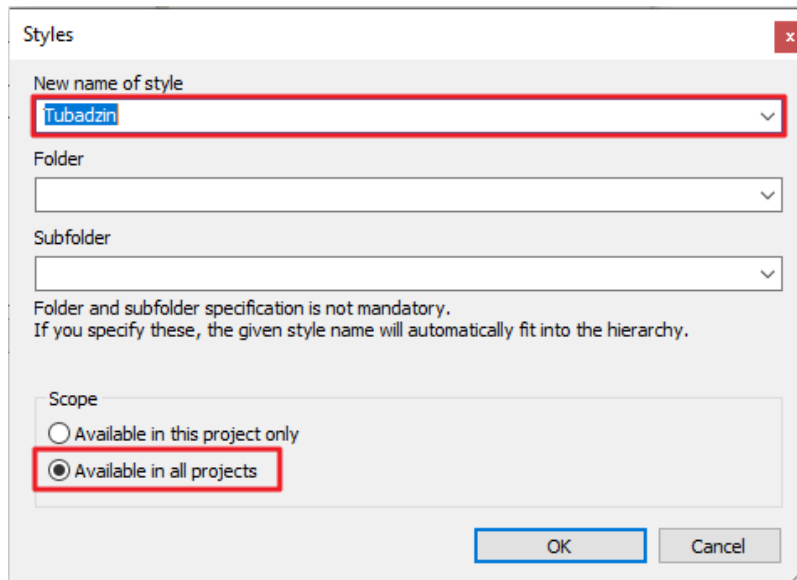 Styles
x
New name of style
Tubadzin
Folder
Subfolder
Folder and subfolder specification is not mandatory.
If you specify these, the given style name will automatically fit into the hierarchy.
Scope
Available in this project only
Available in all projects
OK
Cancel